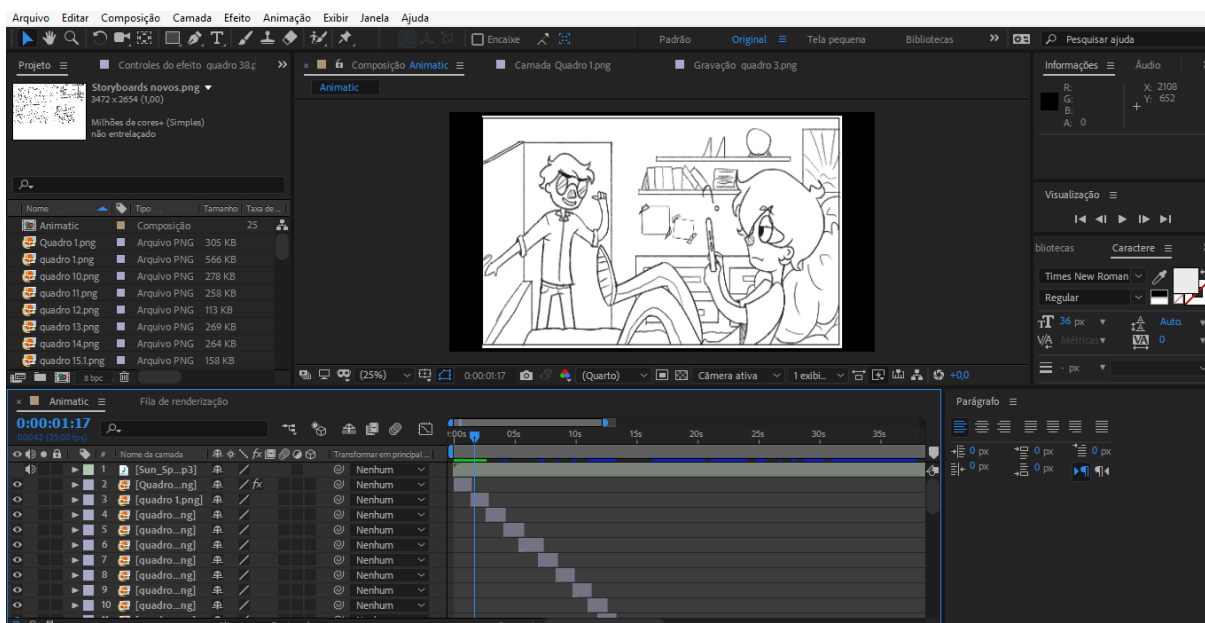 Arquivo Editar Composição Camada Efeito Animação Exibir Janela Ajuda
Encaixe Padrão Original Tela pequena Bibliotecas Pesquisar ajuda
Projeto Controles do efeito quadro 38.p
Composição Animatic Camada Quadro 1.png Gravação quadro 3.png
Informações Áudio
Storyboards novos.png
3472 x 2654 (1,00)
Milhões de cores+ (Simples)
não entrelaçado
Animatic
R: X: 2108
G: Y: 652
B:
A: 0
Nome Tipo Tamanho Taxa de ...
Animatic Composição 25
Quadro 1.png Arquivo PNG 305 KB
quadro 1.png Arquivo PNG 566 KB
quadro 10.png Arquivo PNG 278 KB
quadro 11.png Arquivo PNG 258 KB
quadro 12.png Arquivo PNG 113 KB
quadro 13.png Arquivo PNG 269 KB
quadro 14.png Arquivo PNG 264 KB
quadro 15.1.png Arquivo PNG 158 KB
8 bpc
Visualização
bliotecas Caractere
Times New Roman
Regular
36 px Auto.
Métricas 0
- px
(25%) 0:00:01:17 (Quarto) Câmera ativa 1 exibi... +0,0
Animatic Fila de renderização
0:00:01:17
00042 (25.00 fps)
:00s 05s 10s 15s 20s 25s 30s 35s
# Nome da camada Transformar em principal ...
1 [Sun_Sp...p3] Nenhum
2 [Quadro...ng] Nenhum
3 [quadro 1.png] Nenhum
4 [quadro...ng] Nenhum
5 [quadro...ng] Nenhum
6 [quadro...ng] Nenhum
7 [quadro...ng] Nenhum
8 [quadro...ng] Nenhum
9 [quadro...ng] Nenhum
10 [quadro...ng] Nenhum
Parágrafo
0 px 0 px 0 px
0 px 0 px